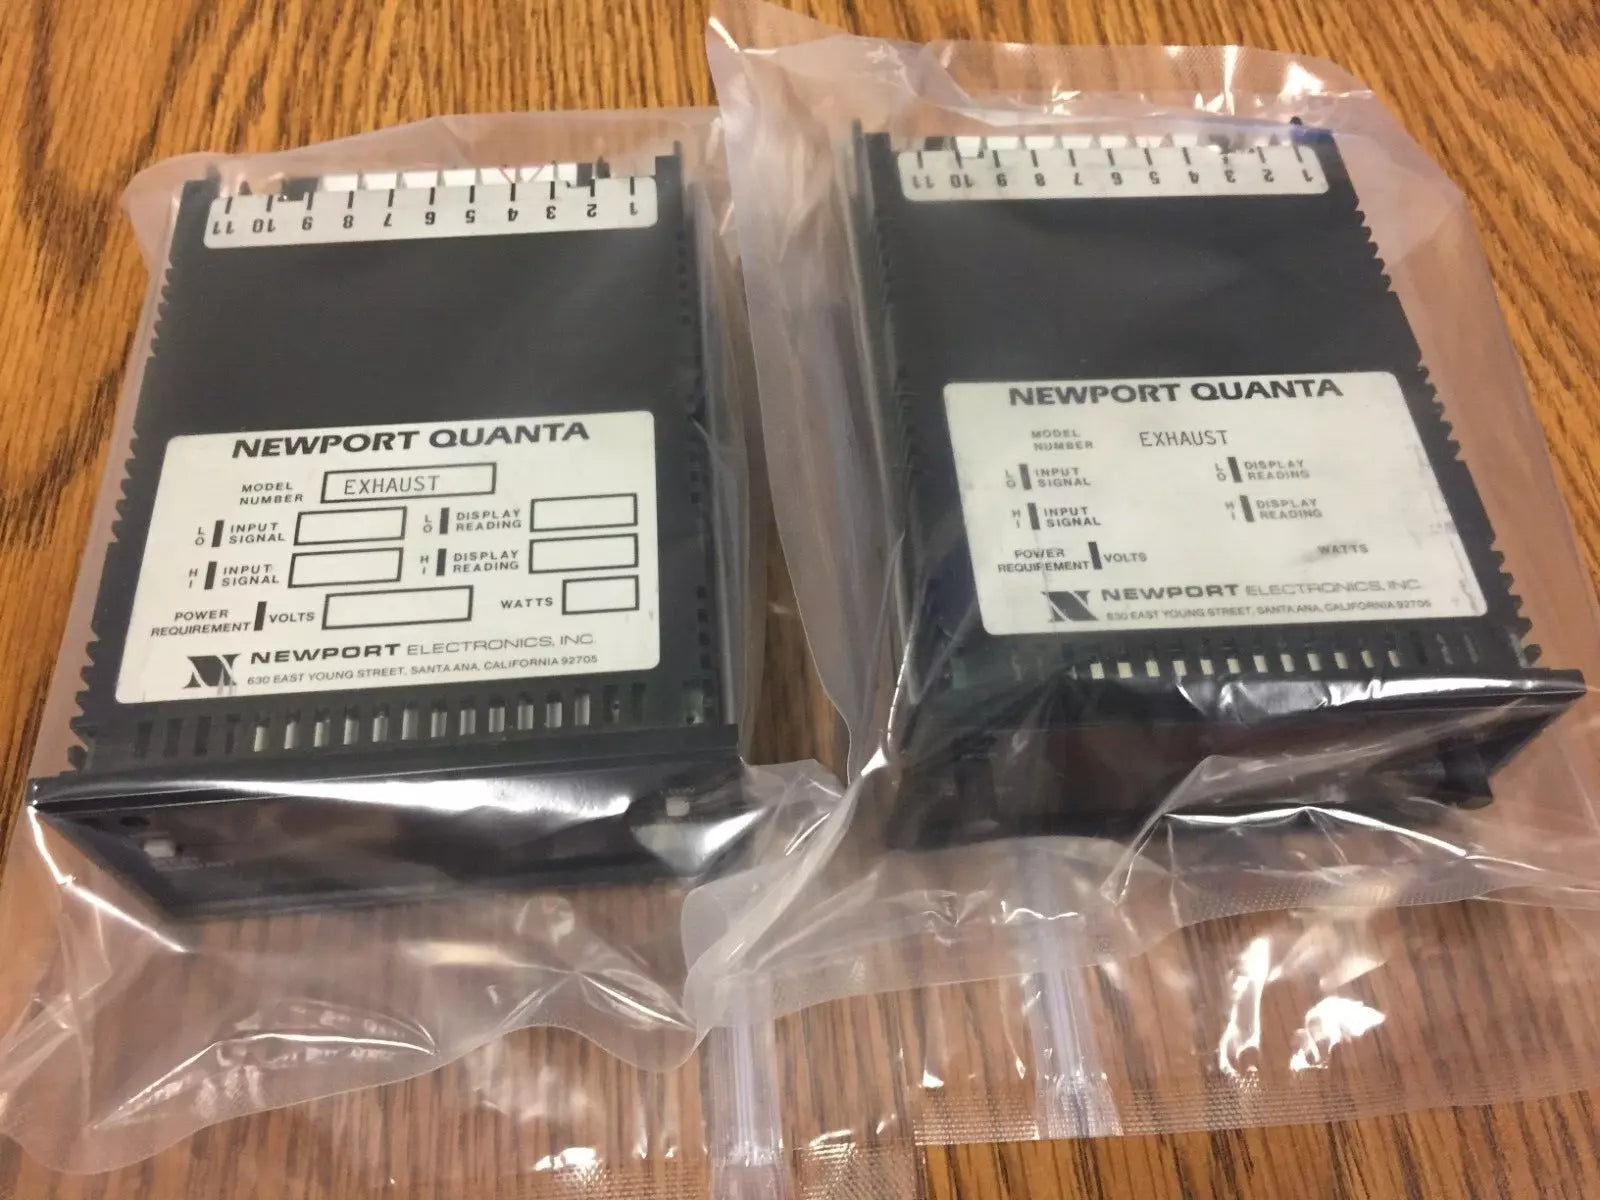 11 10 9 8 7 6 5 4 3 2 1
NEWPORT QUANTA
MODEL NUMBER EXHAUST
LO INPUT SIGNAL LO DISPLAY READING
HI INPUT SIGNAL HI DISPLAY READING
POWER REQUIREMENT VOLTS WATTS
N NEWPORT ELECTRONICS, INC.
630 EAST YOUNG STREET, SANTA ANA, CALIFORNIA 92705
11 10 9 8 7 6 5 4 3 2 1
NEWPORT QUANTA
MODEL NUMBER EXHAUST
LO INPUT SIGNAL LO DISPLAY READING
HI INPUT SIGNAL HI DISPLAY READING
POWER REQUIREMENT VOLTS WATTS
N NEWPORT ELECTRONICS, INC.
630 EAST YOUNG STREET, SANTA ANA, CALIFORNIA 92705